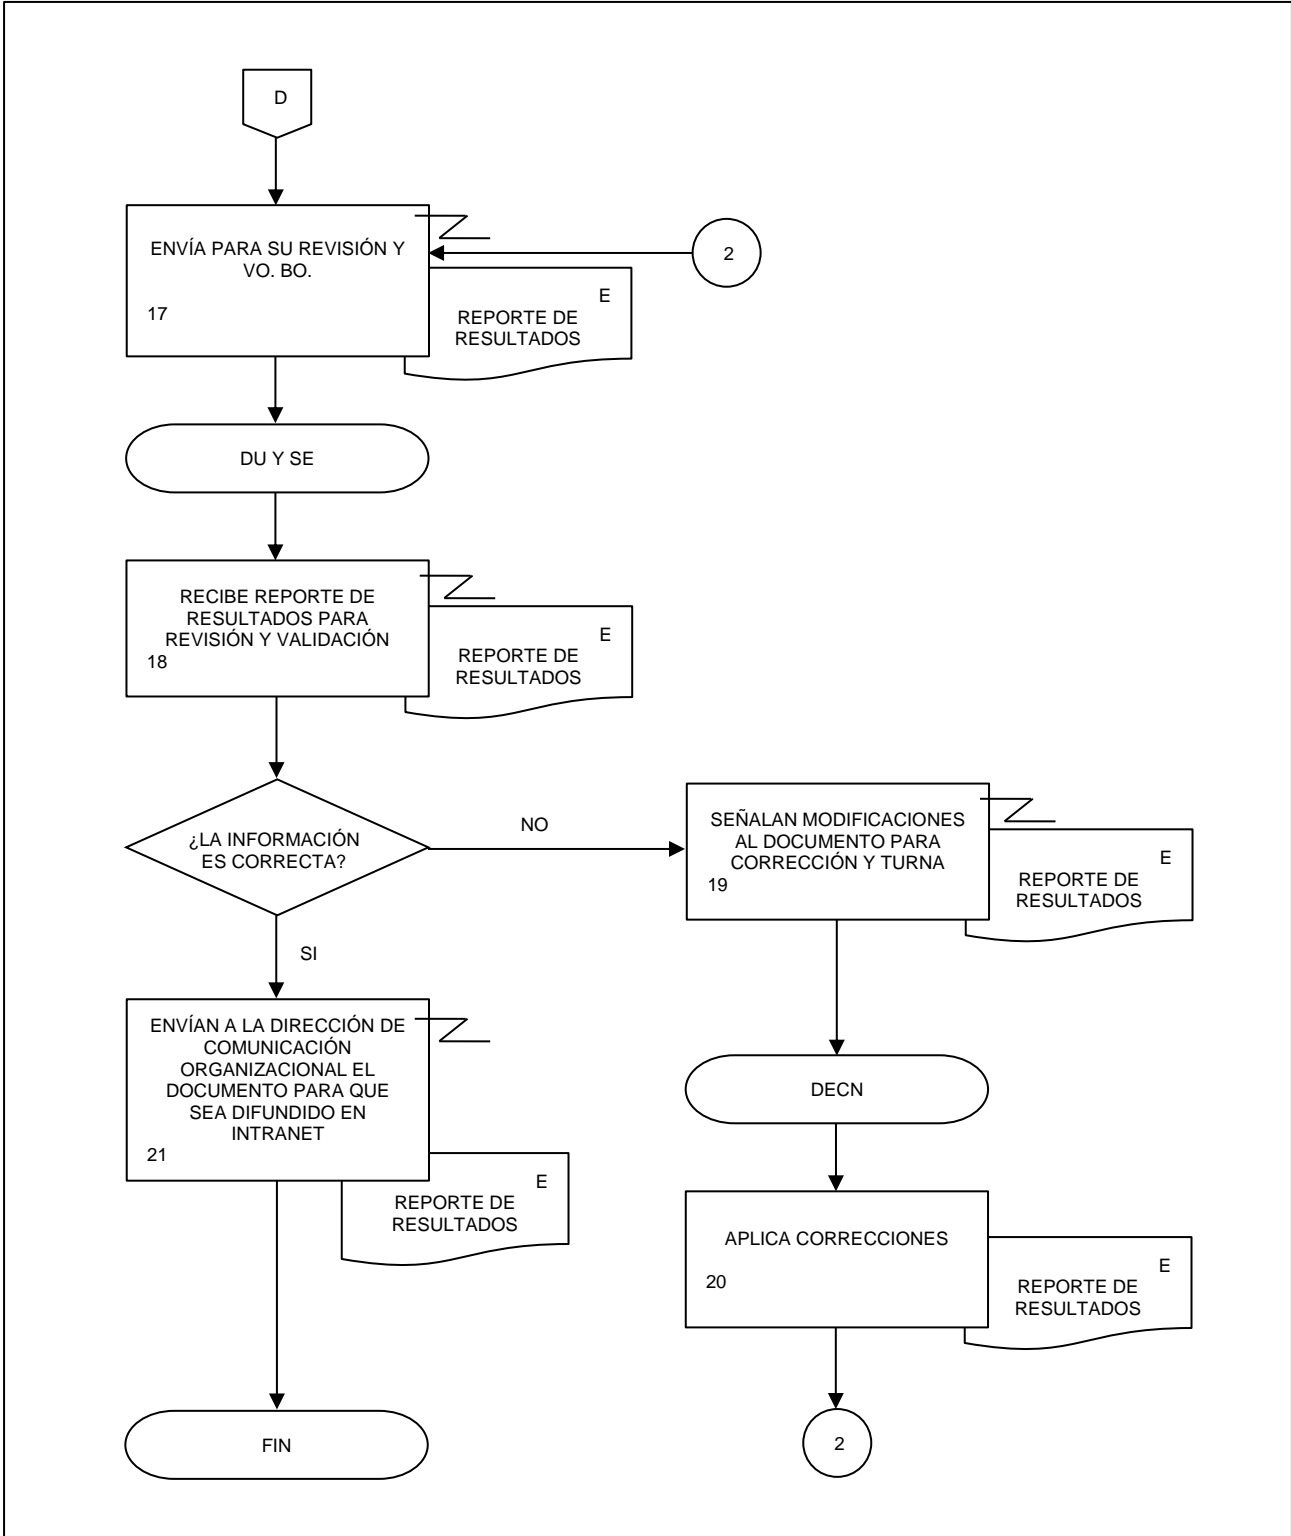 D
ENVÍA PARA SU REVISIÓN Y
VO. BO.
17
2
E
REPORTE DE
RESULTADOS
DU Y SE
RECIBE REPORTE DE
RESULTADOS PARA
REVISIÓN Y VALIDACIÓN
18
E
REPORTE DE
RESULTADOS
¿LA INFORMACIÓN
ES CORRECTA?
NO
SEÑALAN MODIFICACIONES
AL DOCUMENTO PARA
CORRECCIÓN Y TURNA
19
E
REPORTE DE
RESULTADOS
SI
ENVÍAN A LA DIRECCIÓN DE
COMUNICACIÓN
ORGANIZACIONAL EL
DOCUMENTO PARA QUE
SEA DIFUNDIDO EN
INTRANET
21
E
REPORTE DE
RESULTADOS
DECN
APLICA CORRECCIONES
20
E
REPORTE DE
RESULTADOS
FIN
2